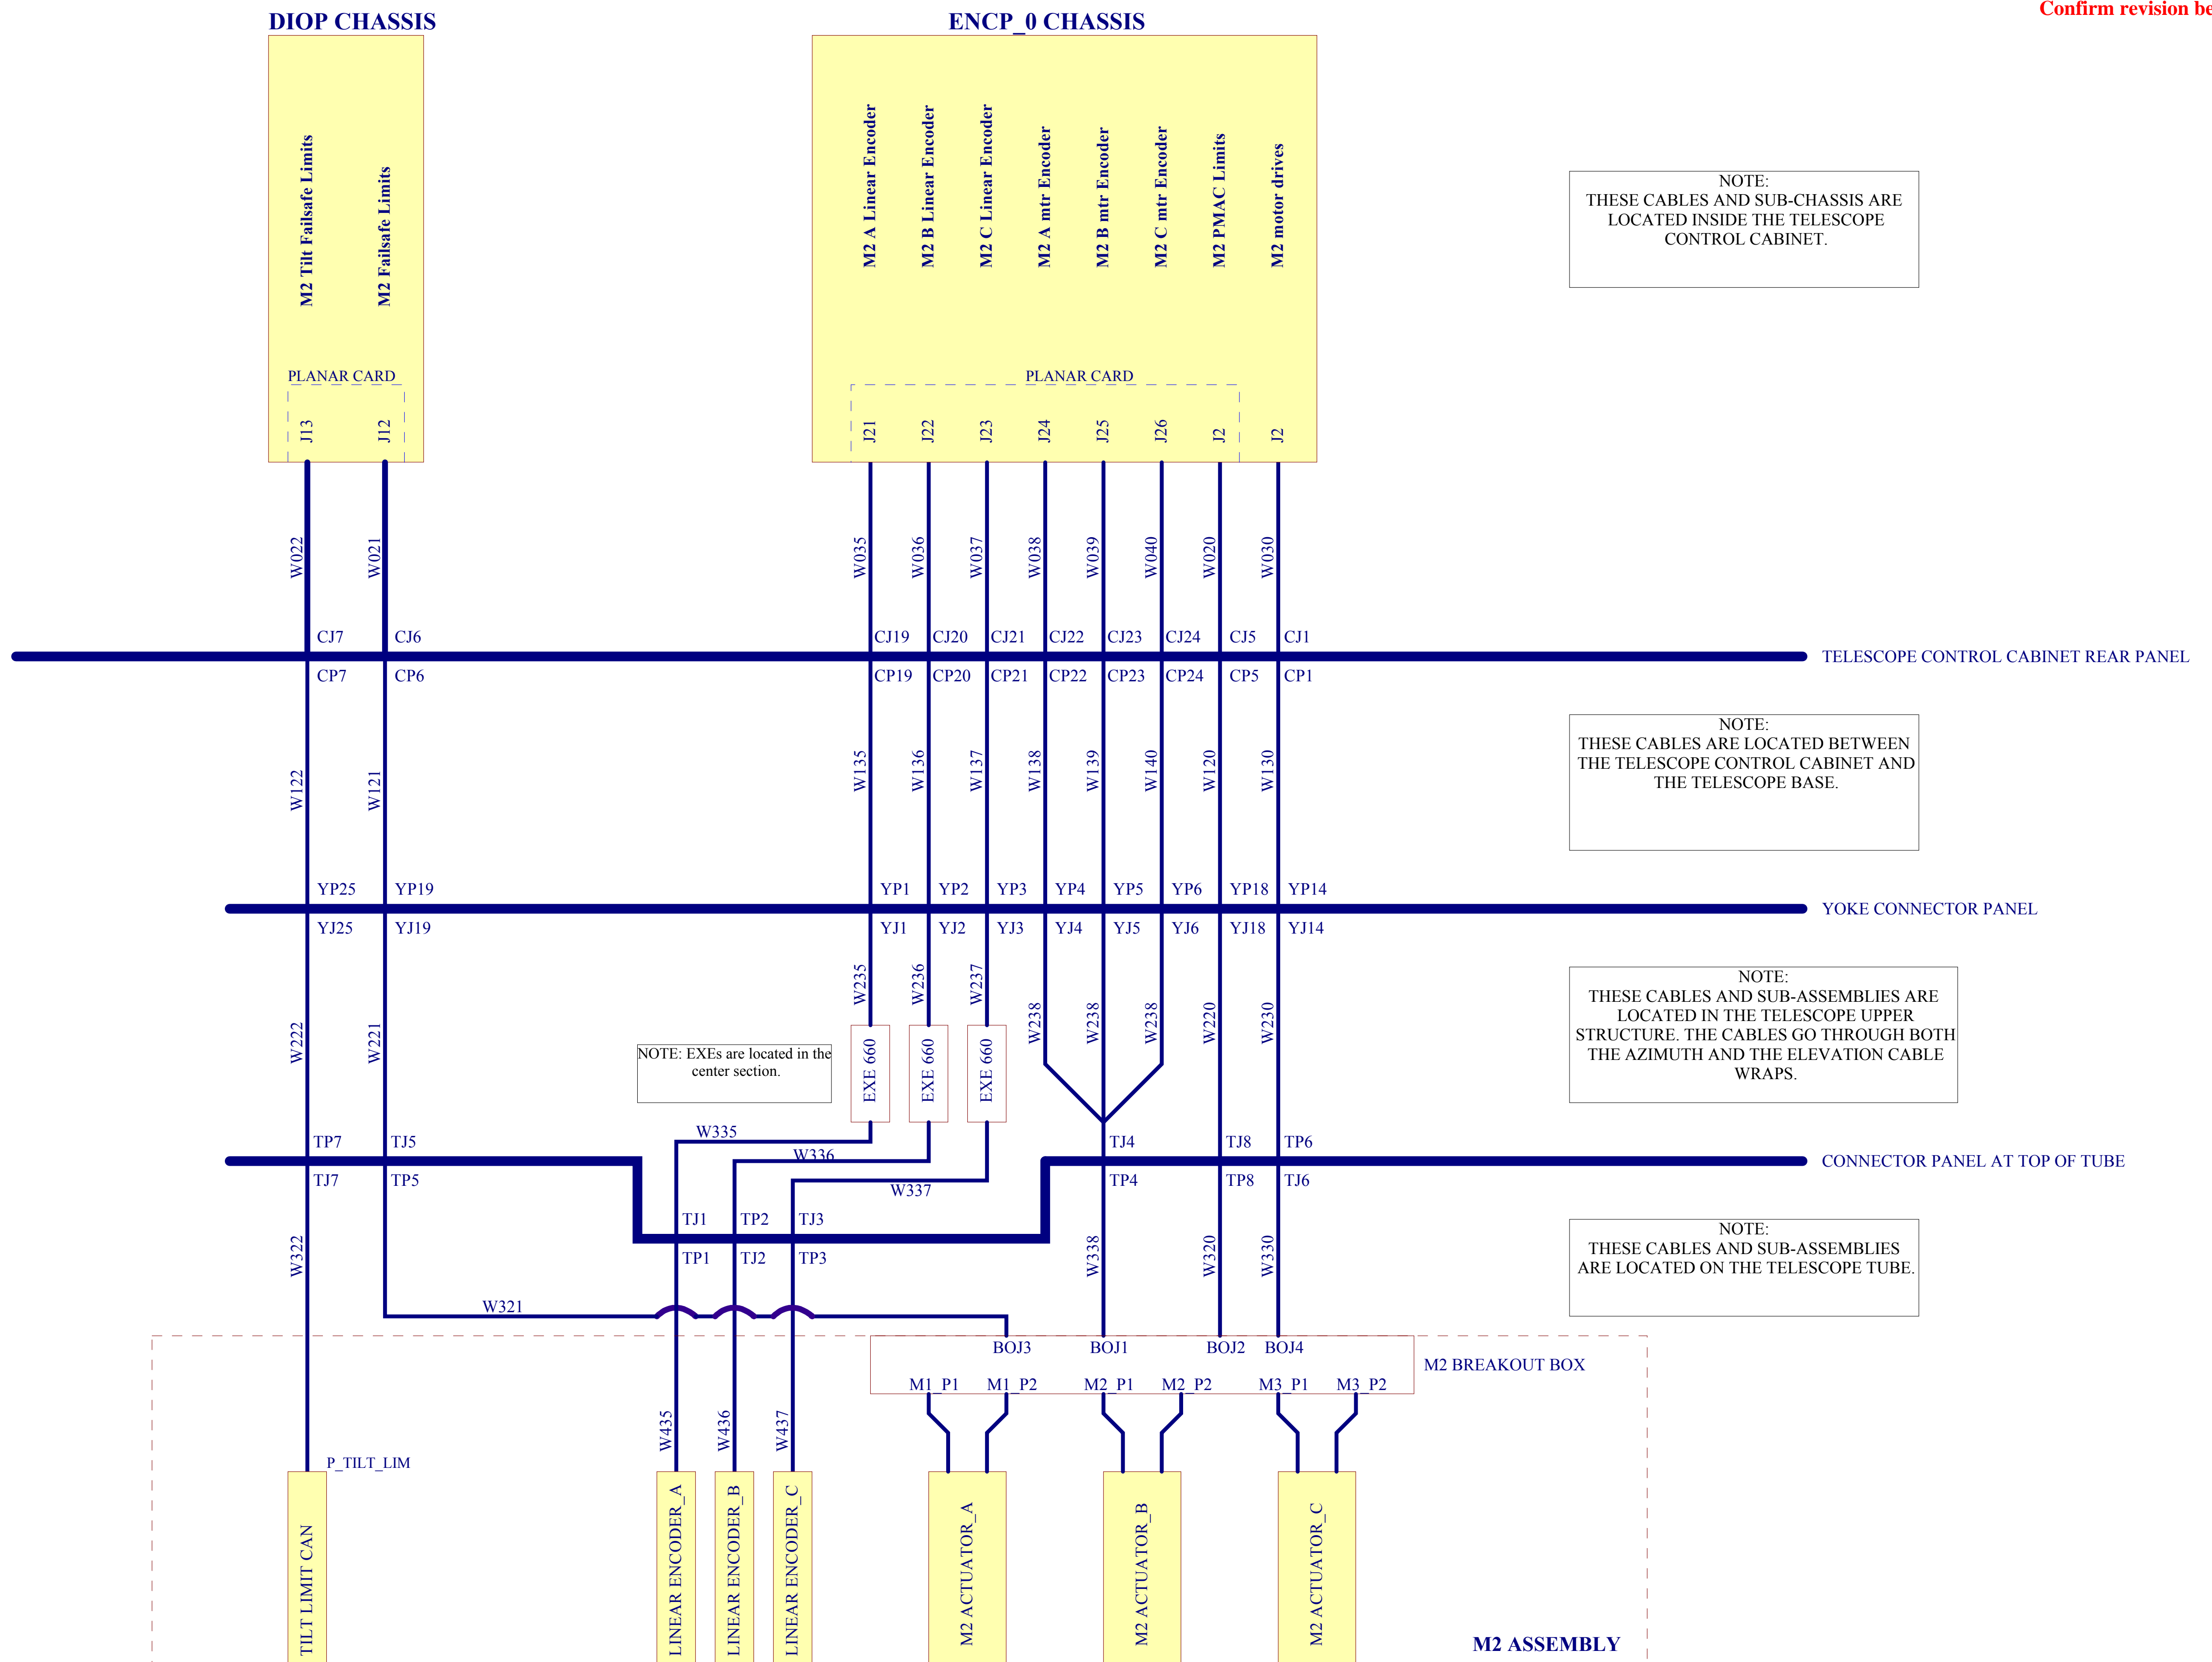 Confirm revision be
DIOP CHASSIS
ENCP_0 CHASSIS
M2 Tilt Failsafe Limits
M2 Failsafe Limits
M2 A Linear Encoder
M2 B Linear Encoder
M2 C Linear Encoder
M2 A mtr Encoder
M2 B mtr Encoder
M2 C mtr Encoder
M2 PMAC Limits
M2 motor drives
NOTE:
THESE CABLES AND SUB-CHASSIS ARE
LOCATED INSIDE THE TELESCOPE
CONTROL CABINET.
PLANAR CARD
PLANAR CARD
J13
J12
J21
J22
J23
J24
J25
J26
J2
J2
W022
W021
W035
W036
W037
W038
W039
W040
W020
W030
CJ7
CJ6
CJ19
CJ20
CJ21
CJ22
CJ23
CJ24
CJ5
CJ1
TELESCOPE CONTROL CABINET REAR PANEL
CP7
CP6
CP19
CP20
CP21
CP22
CP23
CP24
CP5
CP1
NOTE:
THESE CABLES ARE LOCATED BETWEEN
THE TELESCOPE CONTROL CABINET AND
THE TELESCOPE BASE.
W122
W121
W135
W136
W137
W138
W139
W140
W120
W130
YP25
YP19
YP1
YP2
YP3
YP4
YP5
YP6
YP18
YP14
YOKE CONNECTOR PANEL
YJ25
YJ19
YJ1
YJ2
YJ3
YJ4
YJ5
YJ6
YJ18
YJ14
NOTE:
THESE CABLES AND SUB-ASSEMBLIES ARE
LOCATED IN THE TELESCOPE UPPER
STRUCTURE. THE CABLES GO THROUGH BOTH
THE AZIMUTH AND THE ELEVATION CABLE
WRAPS.
W222
W221
W235
W236
W237
W238
W238
W238
W220
W230
NOTE: EXEs are located in the
center section.
EXE 660
EXE 660
EXE 660
W335
W336
W337
TP7
TJ5
TJ4
TJ8
TP6
CONNECTOR PANEL AT TOP OF TUBE
TJ7
TP5
TP4
TP8
TJ6
TJ1
TP2
TJ3
TP1
TJ2
TP3
NOTE:
THESE CABLES AND SUB-ASSEMBLIES
ARE LOCATED ON THE TELESCOPE TUBE.
W322
W338
W320
W330
W321
BOJ3
BOJ1
BOJ2
BOJ4
M2 BREAKOUT BOX
M1_P1
M1_P2
M2_P1
M2_P2
M3_P1
M3_P2
W435
W436
W437
P_TILT_LIM
TILT LIMIT CAN
LINEAR ENCODER_A
LINEAR ENCODER_B
LINEAR ENCODER_C
M2 ACTUATOR_A
M2 ACTUATOR_B
M2 ACTUATOR_C
M2 ASSEMBLY